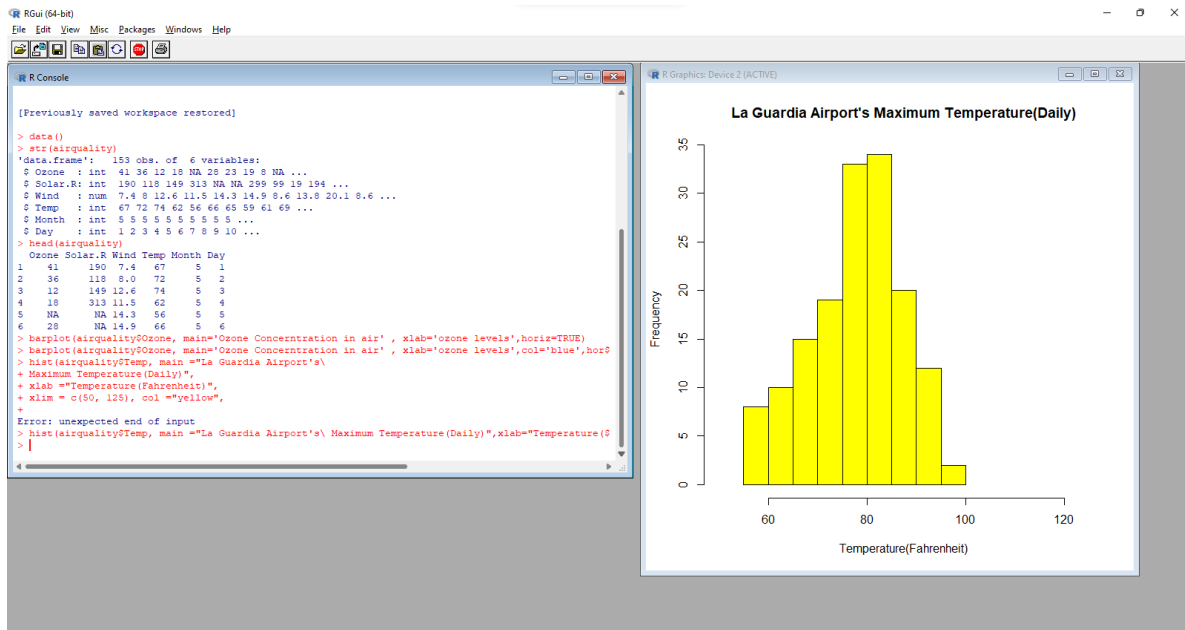 RGui (64-bit)
File Edit View Misc Packages Windows Help
STOP
R Console
[Previously saved workspace restored]
> data()
> str(airquality)
'data.frame': 153 obs. of 6 variables:
$ Ozone : int 41 36 12 18 NA 28 23 19 8 NA ...
$ Solar.R: int 190 118 149 313 NA NA 299 99 19 194 ...
$ Wind : num 7.4 8 12.6 11.5 14.3 14.9 8.6 13.8 20.1 8.6 ...
$ Temp : int 67 72 74 62 56 66 65 59 61 69 ...
$ Month : int 5 5 5 5 5 5 5 5 5 5 ...
$ Day : int 1 2 3 4 5 6 7 8 9 10 ...
> head(airquality)
Ozone Solar.R Wind Temp Month Day
1 41 190 7.4 67 5 1
2 36 118 8.0 72 5 2
3 12 149 12.6 74 5 3
4 18 313 11.5 62 5 4
5 NA NA 14.3 56 5 5
6 28 NA 14.9 66 5 6
> barplot(airquality$Ozone, main='Ozone Concerntration in air' , xlab='ozone levels',horiz=TRUE)
> barplot(airquality$Ozone, main='Ozone Concerntration in air' , xlab='ozone levels',col='blue',hor$
> hist(airquality$Temp, main ="La Guardia Airport's\
+ Maximum Temperature(Daily)",
+ xlab ="Temperature(Fahrenheit)",
+ xlim = c(50, 125), col ="yellow",
+
Error: unexpected end of input
> hist(airquality$Temp, main ="La Guardia Airport's\ Maximum Temperature(Daily)",xlab="Temperature($
>
R Graphics: Device 2 (ACTIVE)
La Guardia Airport's Maximum Temperature(Daily)
Frequency
35
30
25
20
15
10
5
0
60 80 100 120
Temperature(Fahrenheit)